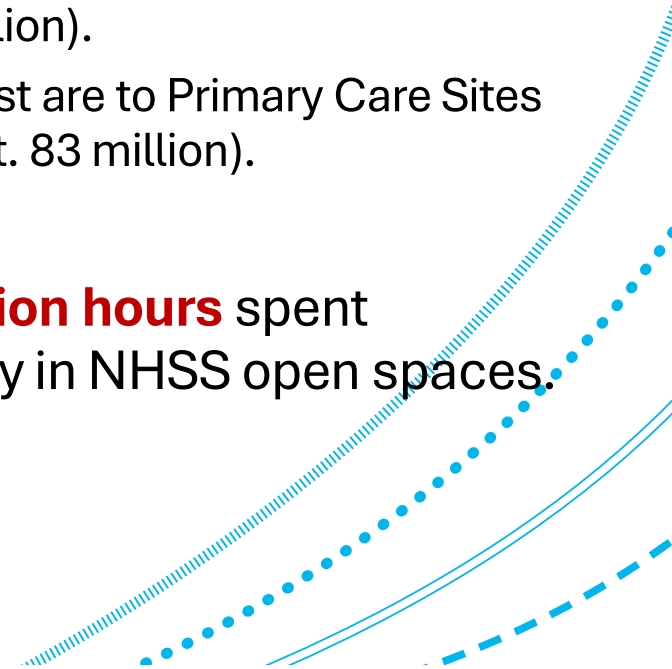 lion).
st are to Primary Care Sites
t. 83 million).
ion hours spent
y in NHSS open spaces.